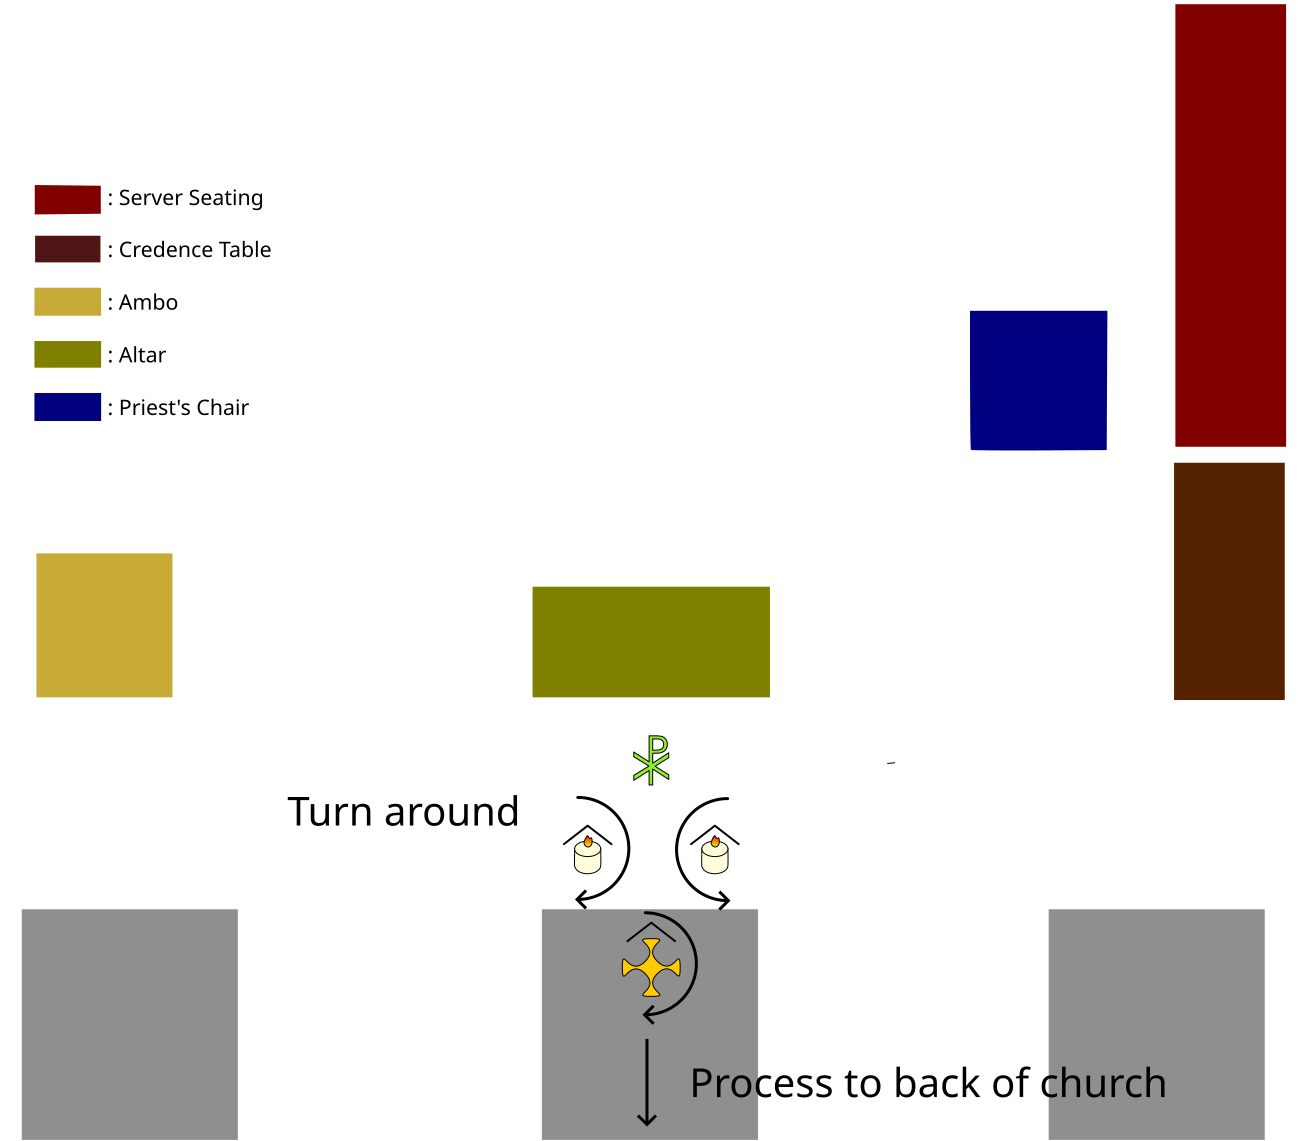 : Server Seating
: Credence Table
: Ambo
: Altar
: Priest's Chair
Turn around
Process to back of church